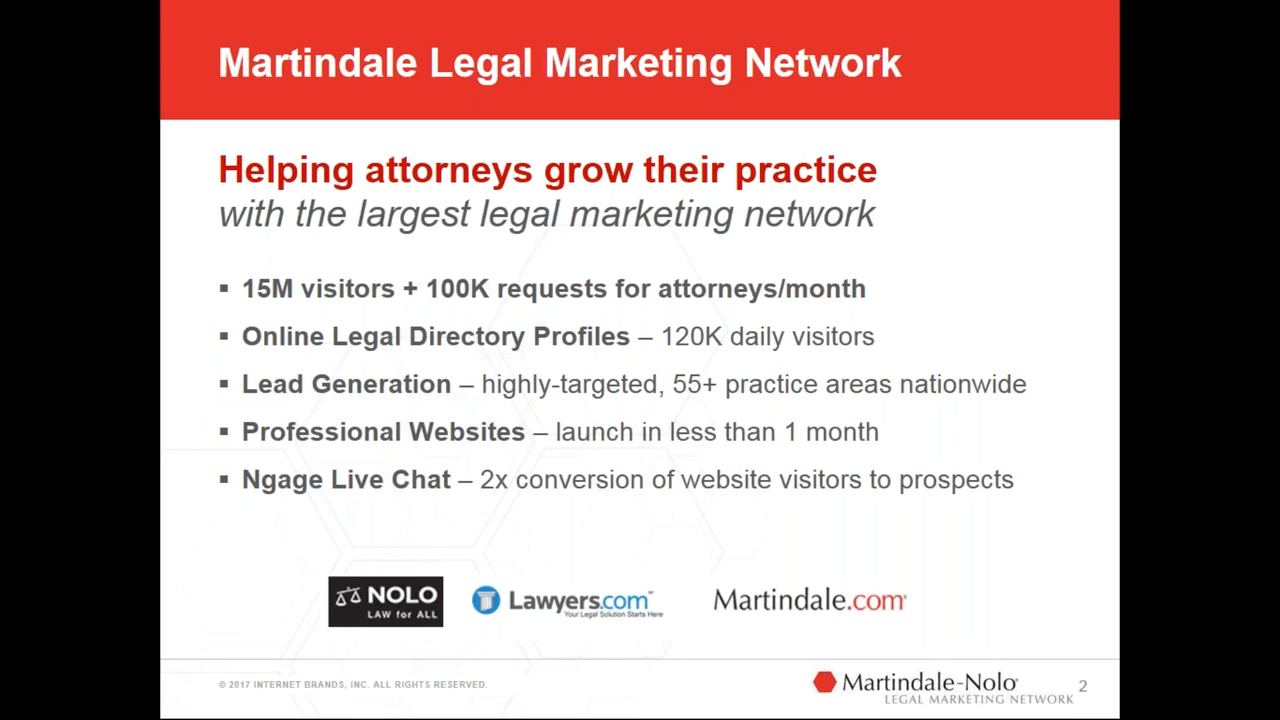 Martindale Legal Marketing Network
Helping attorneys grow their practice
with the largest legal marketing network
▪ 15M visitors + 100K requests for attorneys/month
▪ Online Legal Directory Profiles – 120K daily visitors
▪ Lead Generation – highly-targeted, 55+ practice areas nationwide
▪ Professional Websites – launch in less than 1 month
▪ Ngage Live Chat – 2x conversion of website visitors to prospects
NOLO
LAW for ALL
Lawyers.com™
Your Legal Solution Starts Here
Martindale.com®
© 2017 INTERNET BRANDS, INC. ALL RIGHTS RESERVED.
Martindale-Nolo®
LEGAL MARKETING NETWORK
2